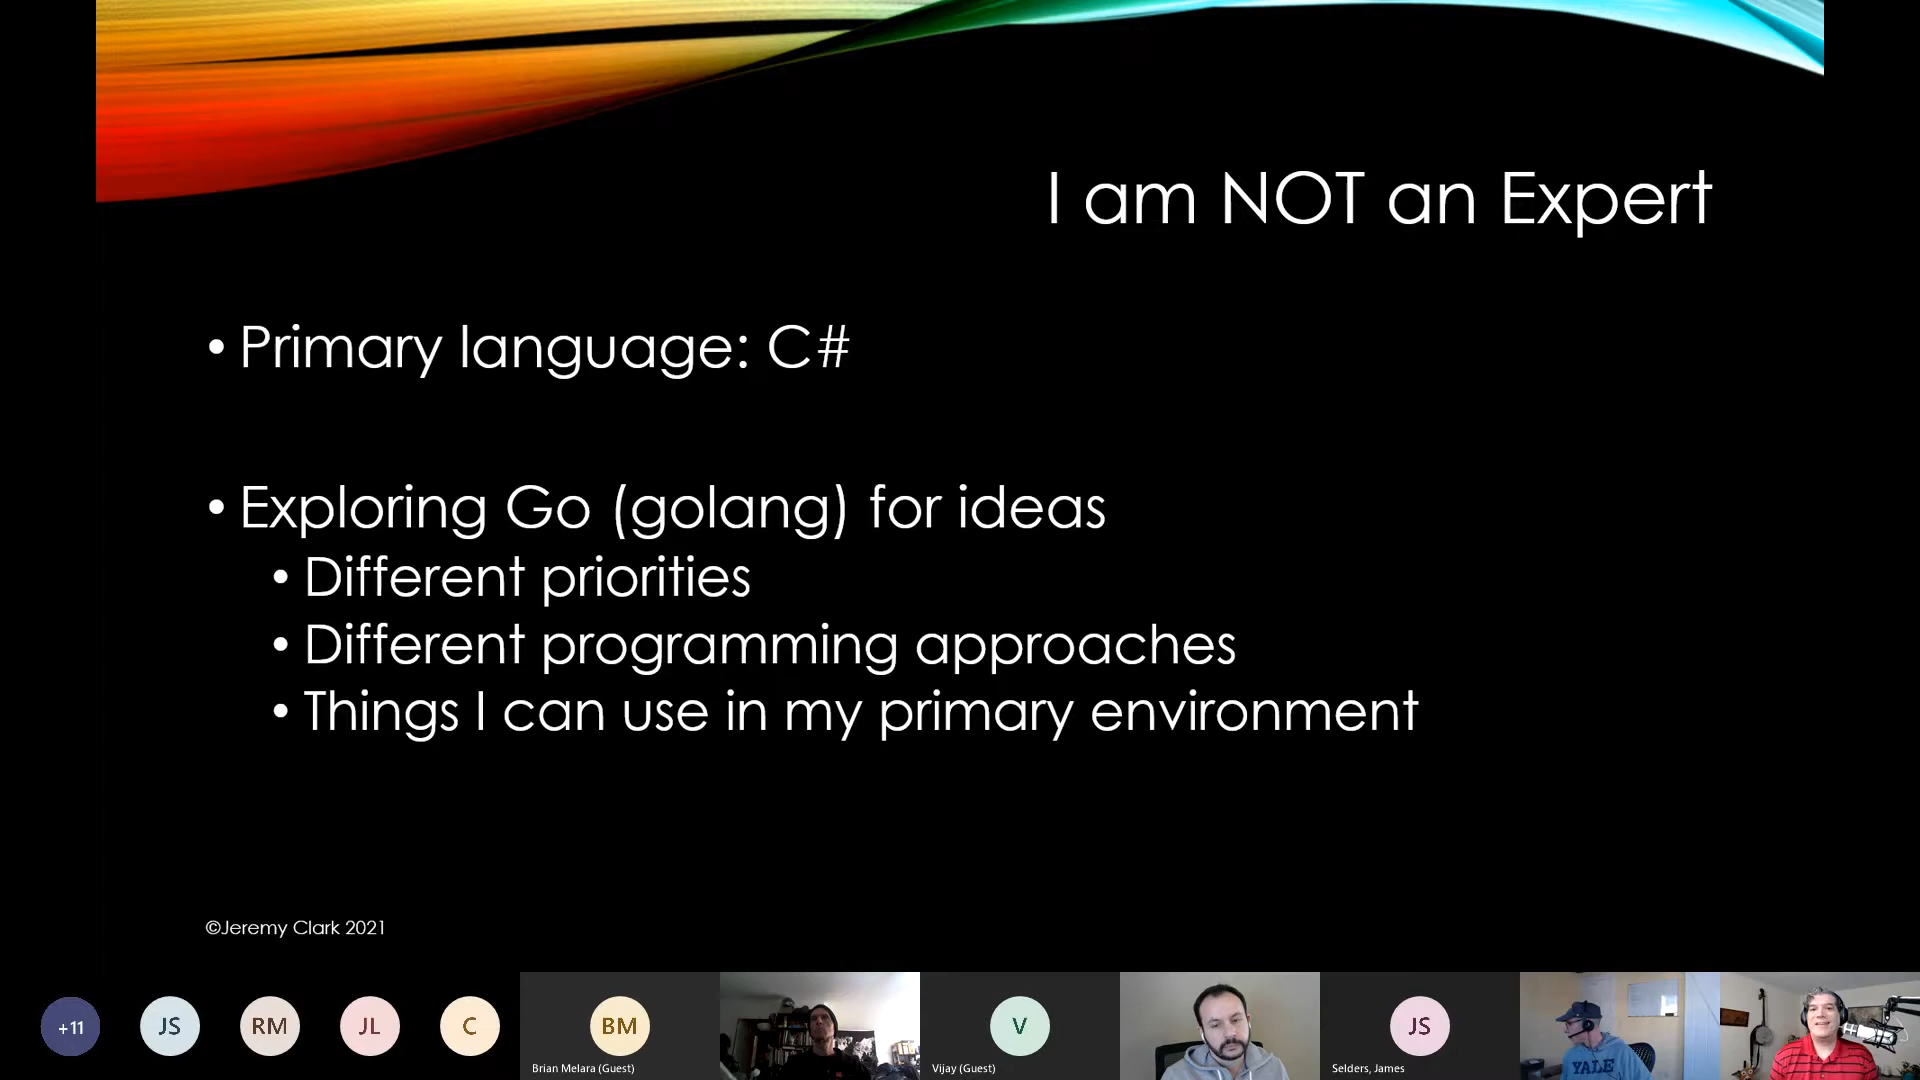 I am NOT an Expert
• Primary language: C#
• Exploring Go (golang) for ideas
• Different priorities
• Different programming approaches
• Things I can use in my primary environment
©Jeremy Clark 2021
+11
JS
RM
JL
C
BM
Brian Melara (Guest)
V
Vijay (Guest)
JS
Selders, James
YALE